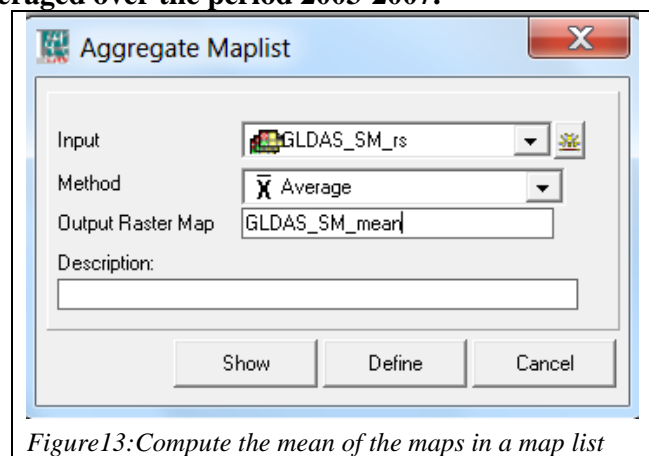 eraged over the period 2003-2007.
Aggregate Maplist
Input GLDAS_SM_rs
Method X Average
Output Raster Map GLDAS_SM_mean
Description:
Show Define Cancel
Figure13:Compute the mean of the maps in a map list